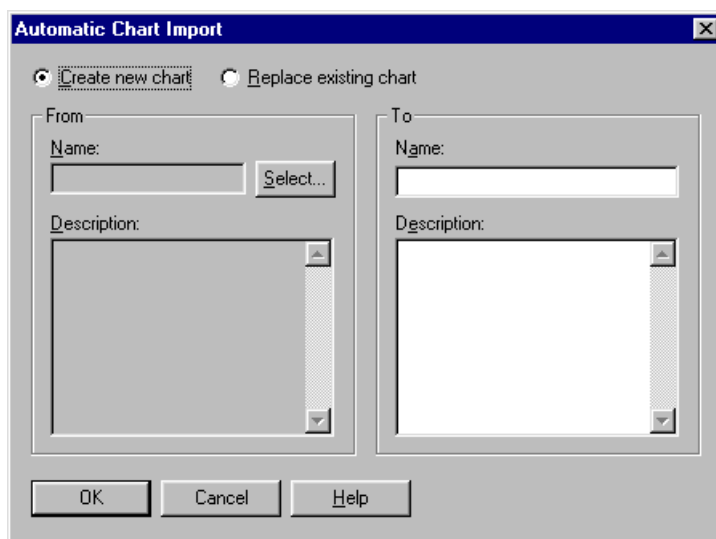 Automatic Chart Import
Create new chart Replace existing chart
From
Name:
Select...
Description:
To
Name:
Description:
OK Cancel Help